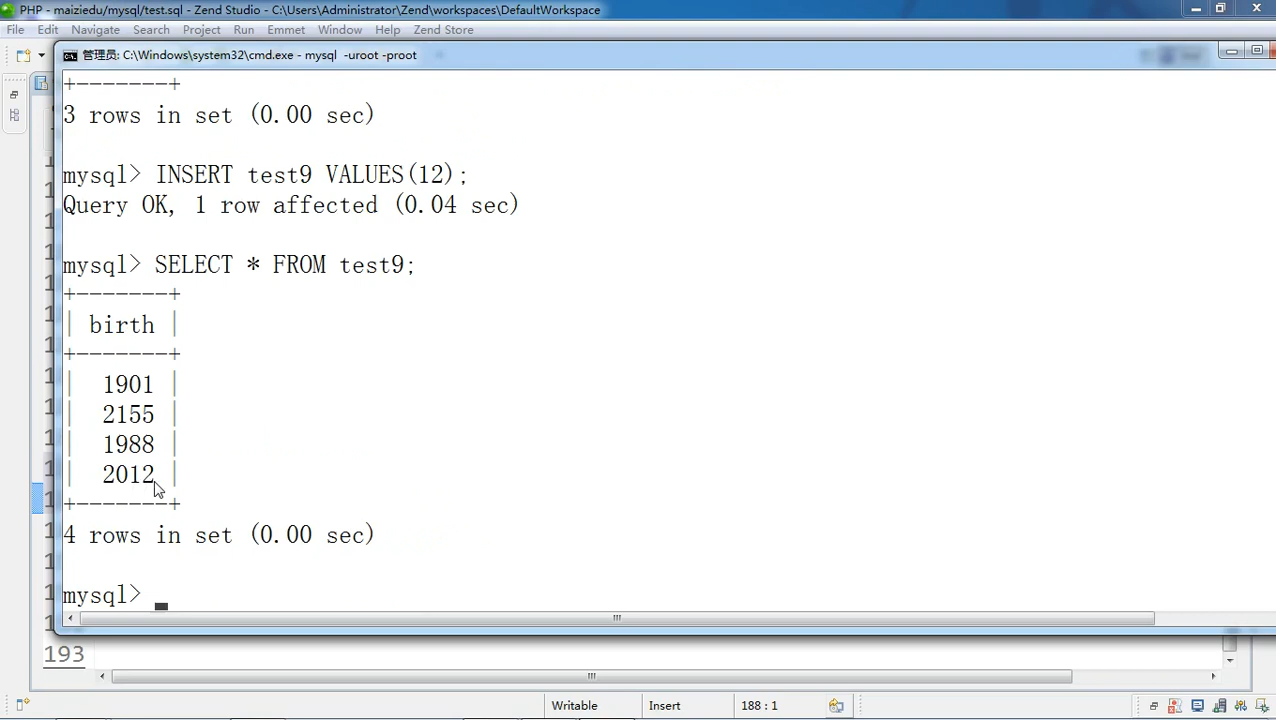 PHP - maiziedu/mysql/test.sql - Zend Studio - C:\Users\Administrator\Zend\workspaces\DefaultWorkspace
File Edit Navigate Search Project Run Emmet Window Help Zend Store
管理员: C:\Windows\system32\cmd.exe - mysql -uroot -proot
+-------+
3 rows in set (0.00 sec)
mysql> INSERT test9 VALUES(12);
Query OK, 1 row affected (0.04 sec)
mysql> SELECT * FROM test9;
+-------+
| birth |
+-------+
| 1901 |
| 2155 |
| 1988 |
| 2012 |
+-------+
4 rows in set (0.00 sec)
mysql>
193
Writable Insert 188 : 1